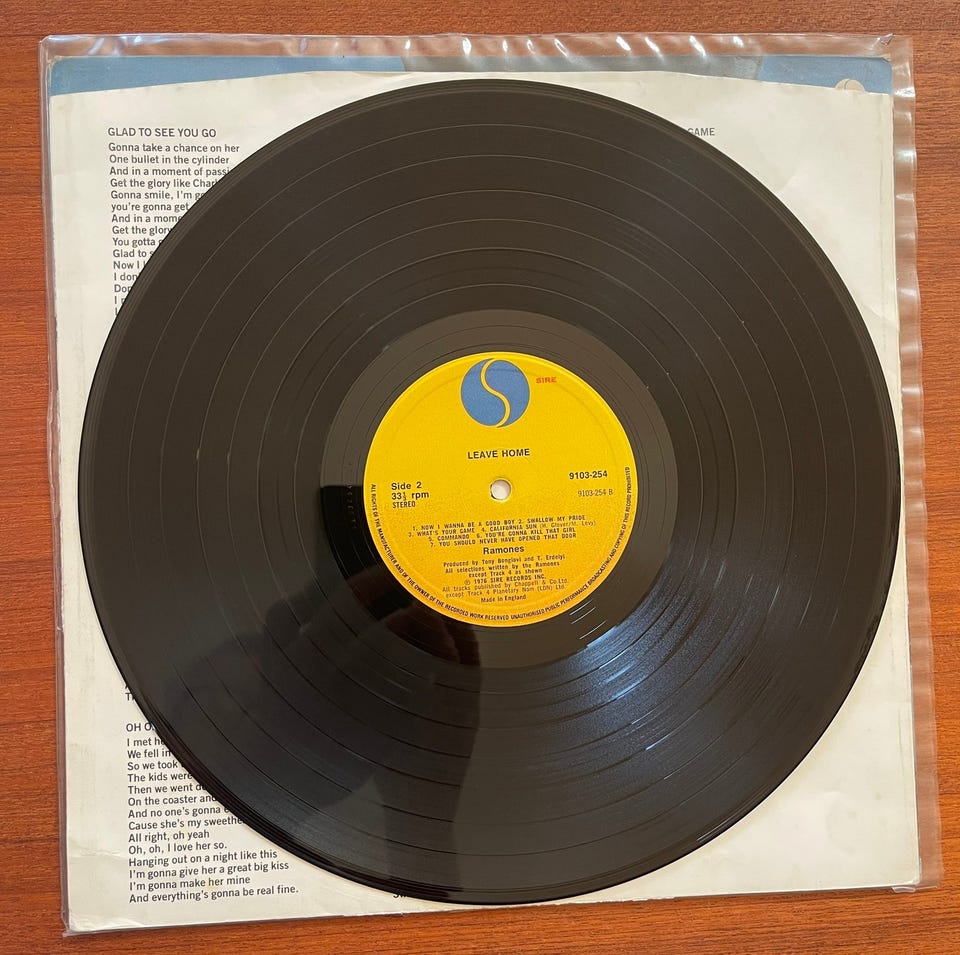 GLAD TO SEE YOU GO
Gonna take a chance on her
One bullet in the cylinder
And in a moment of passi
Get the glory like Charl
Gonna smile, I'm g
you're gonna get
And in a mome
Get the glory
You gotta g
Glad to s
Now I
I don
Don
I
GAME
SIRE
LEAVE HOME
Side 2
33⅓ rpm
STEREO
9103-254
9103-254 B
1. NOW I WANNA BE A GOOD BOY 2. SWALLOW MY PRIDE
3. WHAT'S YOUR GAME 4. CALIFORNIA SUN (H. Glover/M. Levy)
5. COMMANDO 6. YOU'RE GONNA KILL THAT GIRL
7. YOU SHOULD NEVER HAVE OPENED THAT DOOR
Ramones
Produced by Tony Bongiovi and T. Erdelyi
All selections written by the Ramones
except Track 4 as shown
℗ 1976 SIRE RECORDS INC.
All tracks published by Chappell & Co. Ltd.
except Track 4 Planetary Nom (LDN) Ltd.
Made in England
ALL RIGHTS OF THE MANUFACTURER AND OF THE OWNER OF THE RECORDED WORK RESERVED UNAUTHORISED PUBLIC PERFORMANCE BROADCASTING AND COPYING OF THIS RECORD PROHIBITED
OH O
I met he
We fell in
So we took
The kids were
Then we went d
On the coaster and
And no one's gonna
Cause she's my sweethe
All right, oh yeah
Oh, oh, I love her so.
Hanging out on a night like this
I'm gonna give her a great big kiss
I'm gonna make her mine
And everything's gonna be real fine.